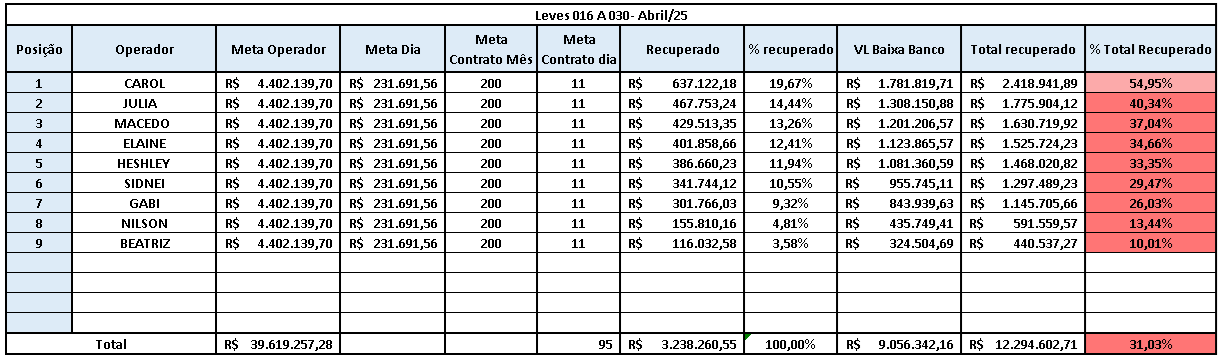 Leves 016 A 030- Abril/25
Posição Operador Meta Operador Meta Dia Meta Contrato Mês Meta Contrato dia Recuperado % recuperado VL Baixa Banco Total recuperado % Total Recuperado
1 CAROL R$ 4.402.139,70 R$ 231.691,56 200 11 R$ 637.122,18 19,67% R$ 1.781.819,71 R$ 2.418.941,89 54,95%
2 JULIA R$ 4.402.139,70 R$ 231.691,56 200 11 R$ 467.753,24 14,44% R$ 1.308.150,88 R$ 1.775.904,12 40,34%
3 MACEDO R$ 4.402.139,70 R$ 231.691,56 200 11 R$ 429.513,35 13,26% R$ 1.201.206,57 R$ 1.630.719,92 37,04%
4 ELAINE R$ 4.402.139,70 R$ 231.691,56 200 11 R$ 401.858,66 12,41% R$ 1.123.865,57 R$ 1.525.724,23 34,66%
5 HESHLEY R$ 4.402.139,70 R$ 231.691,56 200 11 R$ 386.660,23 11,94% R$ 1.081.360,59 R$ 1.468.020,82 33,35%
6 SIDNEI R$ 4.402.139,70 R$ 231.691,56 200 11 R$ 341.744,12 10,55% R$ 955.745,11 R$ 1.297.489,23 29,47%
7 GABI R$ 4.402.139,70 R$ 231.691,56 200 11 R$ 301.766,03 9,32% R$ 843.939,63 R$ 1.145.705,66 26,03%
8 NILSON R$ 4.402.139,70 R$ 231.691,56 200 11 R$ 155.810,16 4,81% R$ 435.749,41 R$ 591.559,57 13,44%
9 BEATRIZ R$ 4.402.139,70 R$ 231.691,56 200 11 R$ 116.032,58 3,58% R$ 324.504,69 R$ 440.537,27 10,01%
Total R$ 39.619.257,28 95 R$ 3.238.260,55 100,00% R$ 9.056.342,16 R$ 12.294.602,71 31,03%